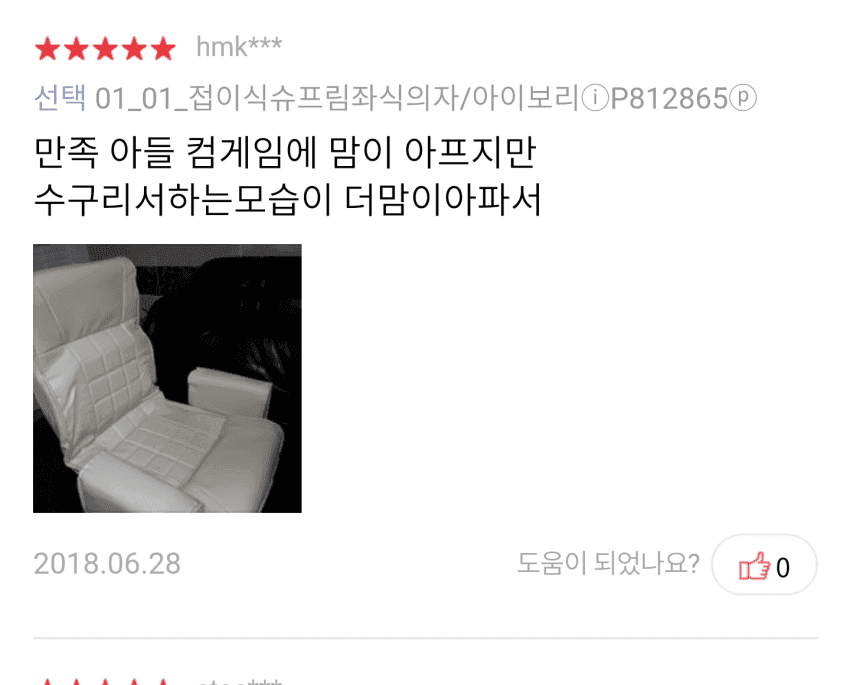 ★★★★★ hmk***
선택 01_01_접이식슈프림좌식의자/아이보리ⓘP812865ⓟ
만족 아들 컴게임에 맘이 아프지만
수구리서하는모습이 더맘이아파서
2018.06.28
도움이 되었나요? 0